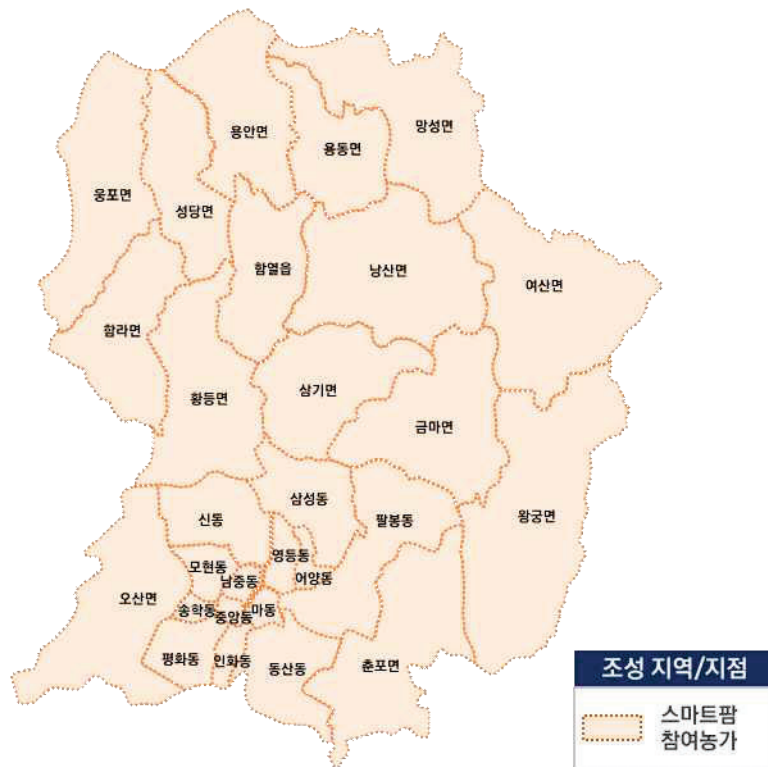 망성면
용안면
용동면
웅포면
성당면
함열읍
낭산면
여산면
함라면
삼기면
황등면
금마면
삼성동
왕궁면
신동
팔봉동
영등동
모현동
남중동
어양동
오산면
송학동
중앙동
마동
평화동
인화동
동산동
춘포면
조성 지역/지점
스마트팜
참여농가